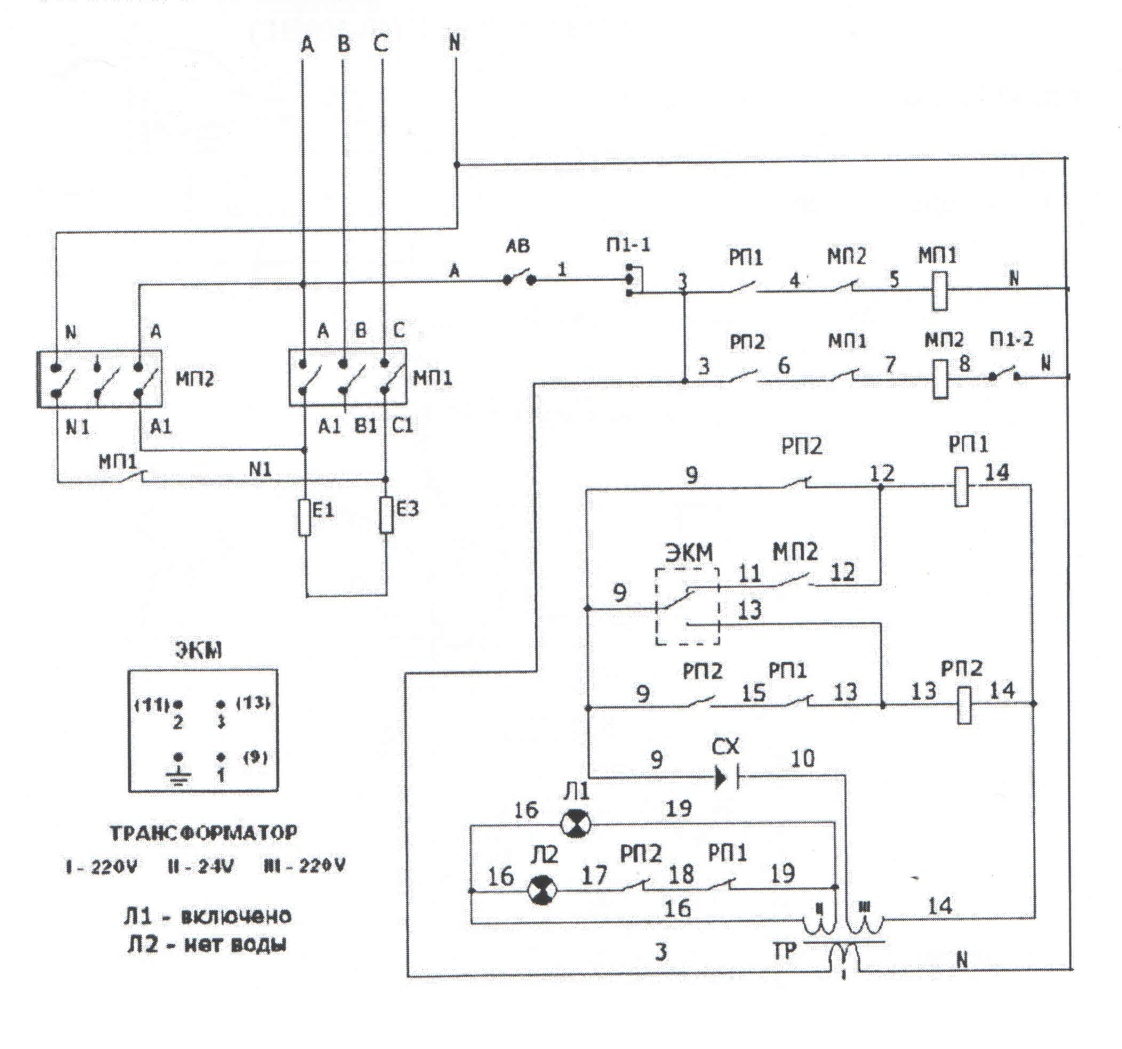 A B C N
АВ П1-1 РП1 МП2 МП1
A 1 3 4 5 N
N A A B C РП2 МП1 МП2 П1-2
МП2 МП1 3 6 7 8 N
N1 A1 A1 B1 C1
МП1 N1 РП2 РП1
9 12 14
E1 E3
ЭКМ МП2
9 11 12
13
ЭКМ РП2 РП1 РП2
(11) (13) 9 15 13 13 14
2 3
(9) СХ
1 9 10
Л1
16 19
ТРАНСФОРМАТОР
Л2 РП2 РП1
I - 220V II - 24V III - 220V
16 17 18 19
Л1 - включено
16 II III 14
Л2 - нет воды
3 ТР N
I